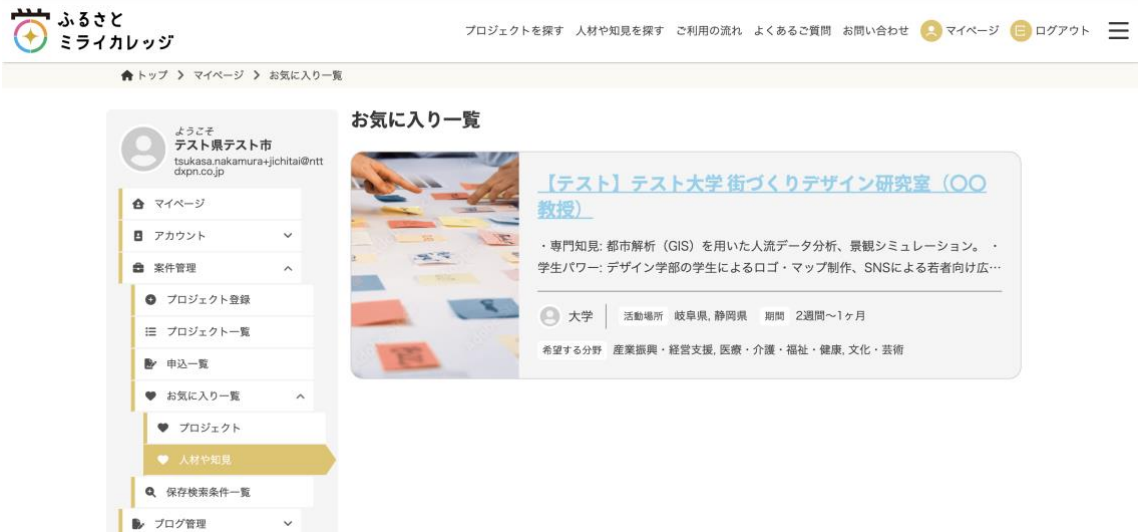 ふるさと
ミライカレッジ
プロジェクトを探す 人材や知見を探す ご利用の流れ よくあるご質問 お問い合わせ マイページ ログアウト
トップ > マイページ > お気に入り一覧
ようこそ
テスト県テスト市
tsukasa.nakamura+jichitai@ntt
dxpn.co.jp
マイページ
アカウント
案件管理
プロジェクト登録
プロジェクト一覧
申込一覧
お気に入り一覧
プロジェクト
人材や知見
保存検索条件一覧
ブログ管理
お気に入り一覧
【テスト】テスト大学 街づくりデザイン研究室(〇〇
教授)
・専門知見: 都市解析(GIS)を用いた人流データ分析、景観シミュレーション。 ・
学生パワー: デザイン学部の学生によるロゴ・マップ制作、SNSによる若者向け広…
大学 活動場所 岐阜県, 静岡県 期間 2週間〜1ヶ月
希望する分野 産業振興・経営支援, 医療・介護・福祉・健康, 文化・芸術